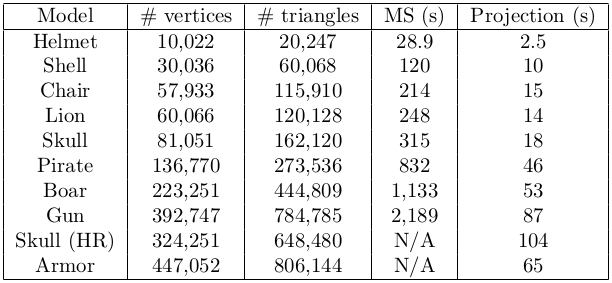 Model # vertices # triangles MS (s) Projection (s)
Helmet 10,022 20,247 28.9 2.5
Shell 30,036 60,068 120 10
Chair 57,933 115,910 214 15
Lion 60,066 120,128 248 14
Skull 81,051 162,120 315 18
Pirate 136,770 273,536 832 46
Boar 223,251 444,809 1,133 53
Gun 392,747 784,785 2,189 87
Skull (HR) 324,251 648,480 N/A 104
Armor 447,052 806,144 N/A 65